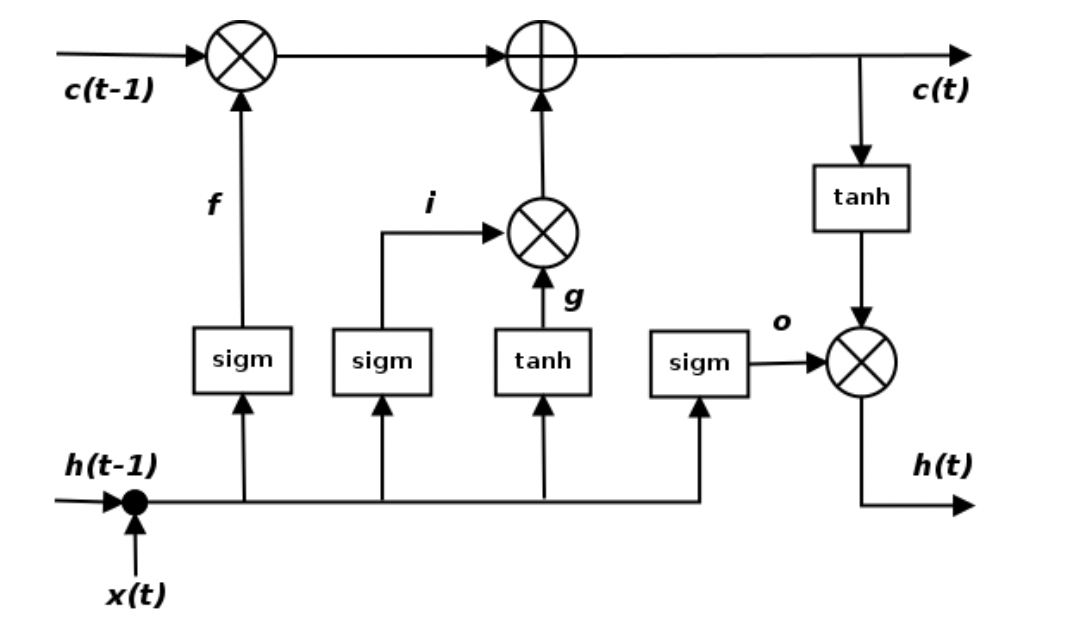 c(t-1)
c(t)
tanh
f
i
g
o
sigm
sigm
tanh
sigm
h(t-1)
h(t)
x(t)